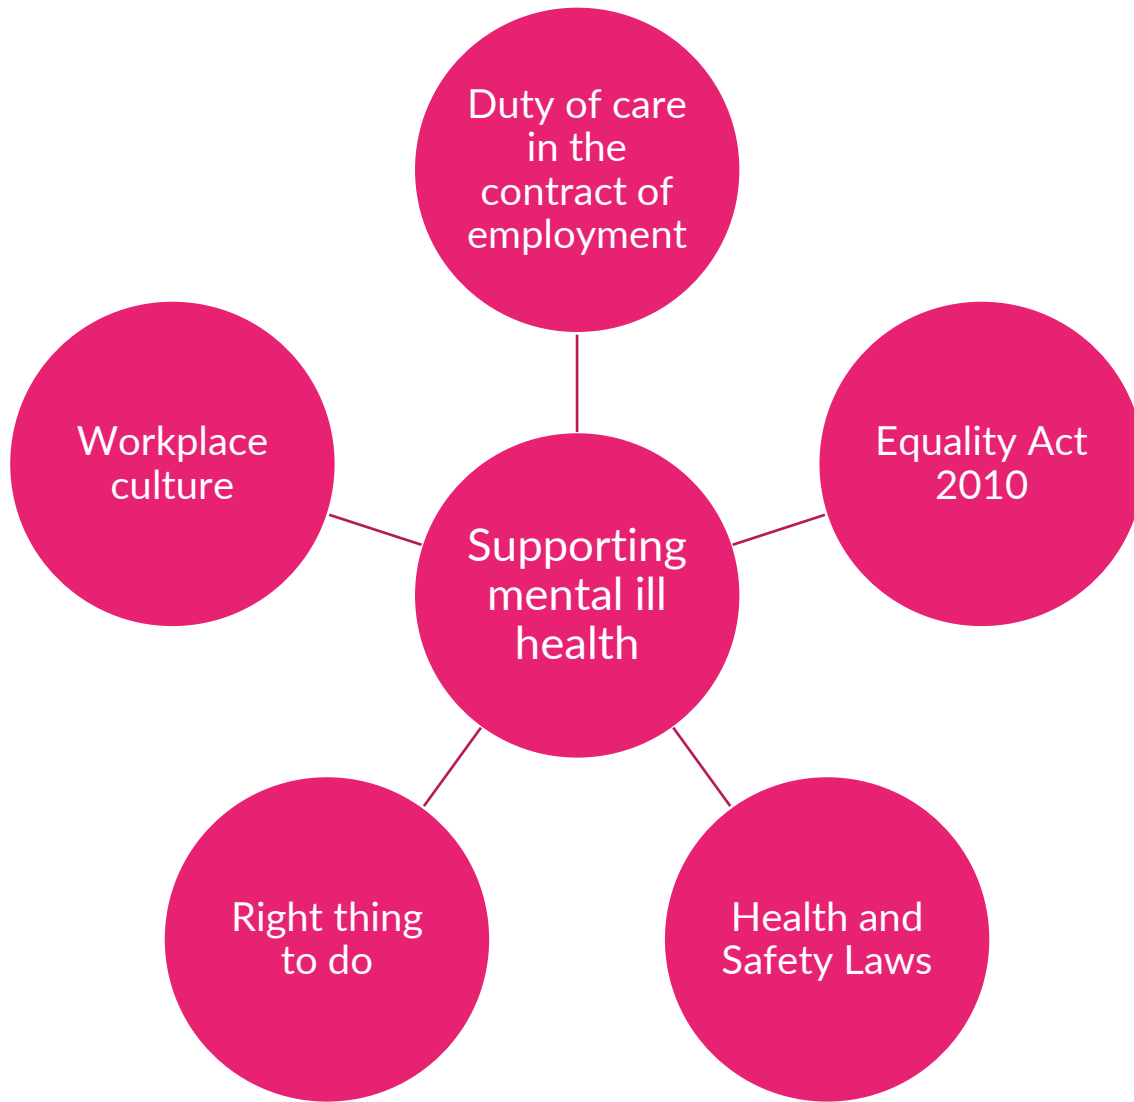 Duty of care
in the
contract of
employment
Workplace
culture
Equality Act
2010
Supporting
mental ill
health
Right thing
to do
Health and
Safety Laws